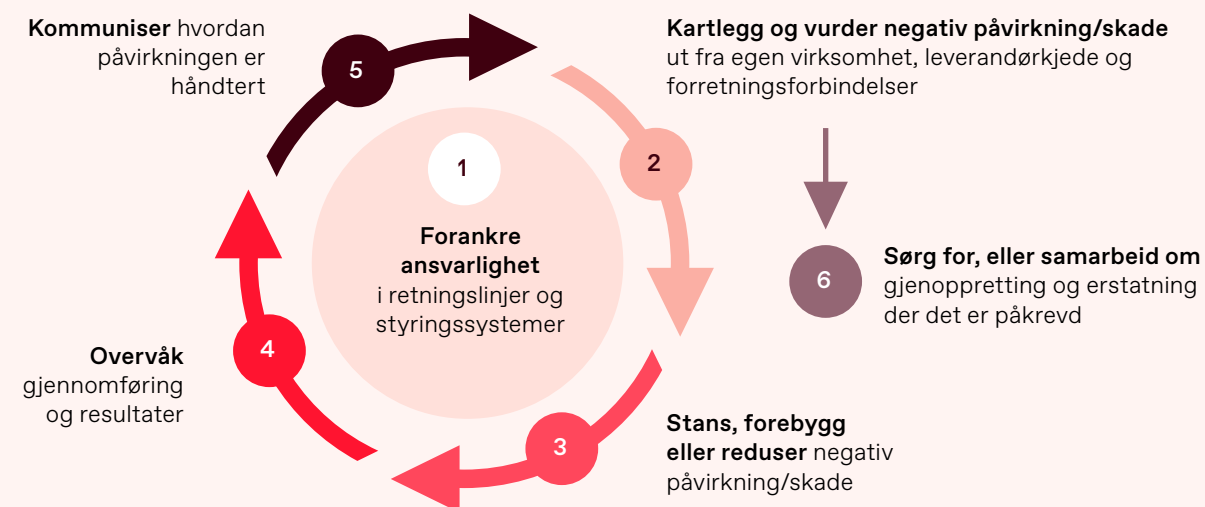 1
Forankre
ansvarlighet
i retningslinjer og
styringssystemer
2
Kartlegg og vurder negativ påvirkning/skade
ut fra egen virksomhet, leverandørkjede og
forretningsforbindelser
3
Stans, forebygg
eller reduser negativ
påvirkning/skade
4
Overvåk
gjennomføring
og resultater
5
Kommuniser hvordan
påvirkningen er
håndtert
6
Sørg for, eller samarbeid om
gjenoppretting og erstatning
der det er påkrevd